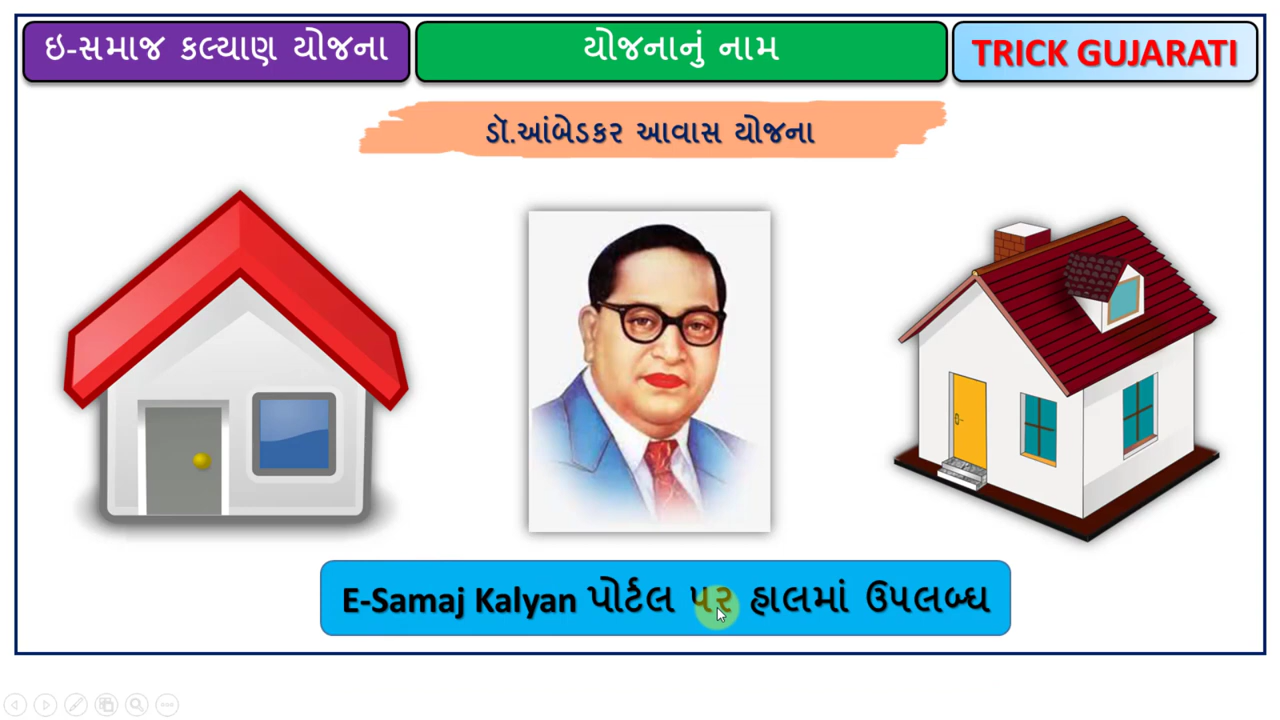 ઇ-સમાજ કલ્યાણ યોજના
યોજનાનું નામ
TRICK GUJARATI
ડૉ.આંબેડકર આવાસ યોજના
E-Samaj Kalyan પોર્ટલ પર હાલમાં ઉપલબ્ધ